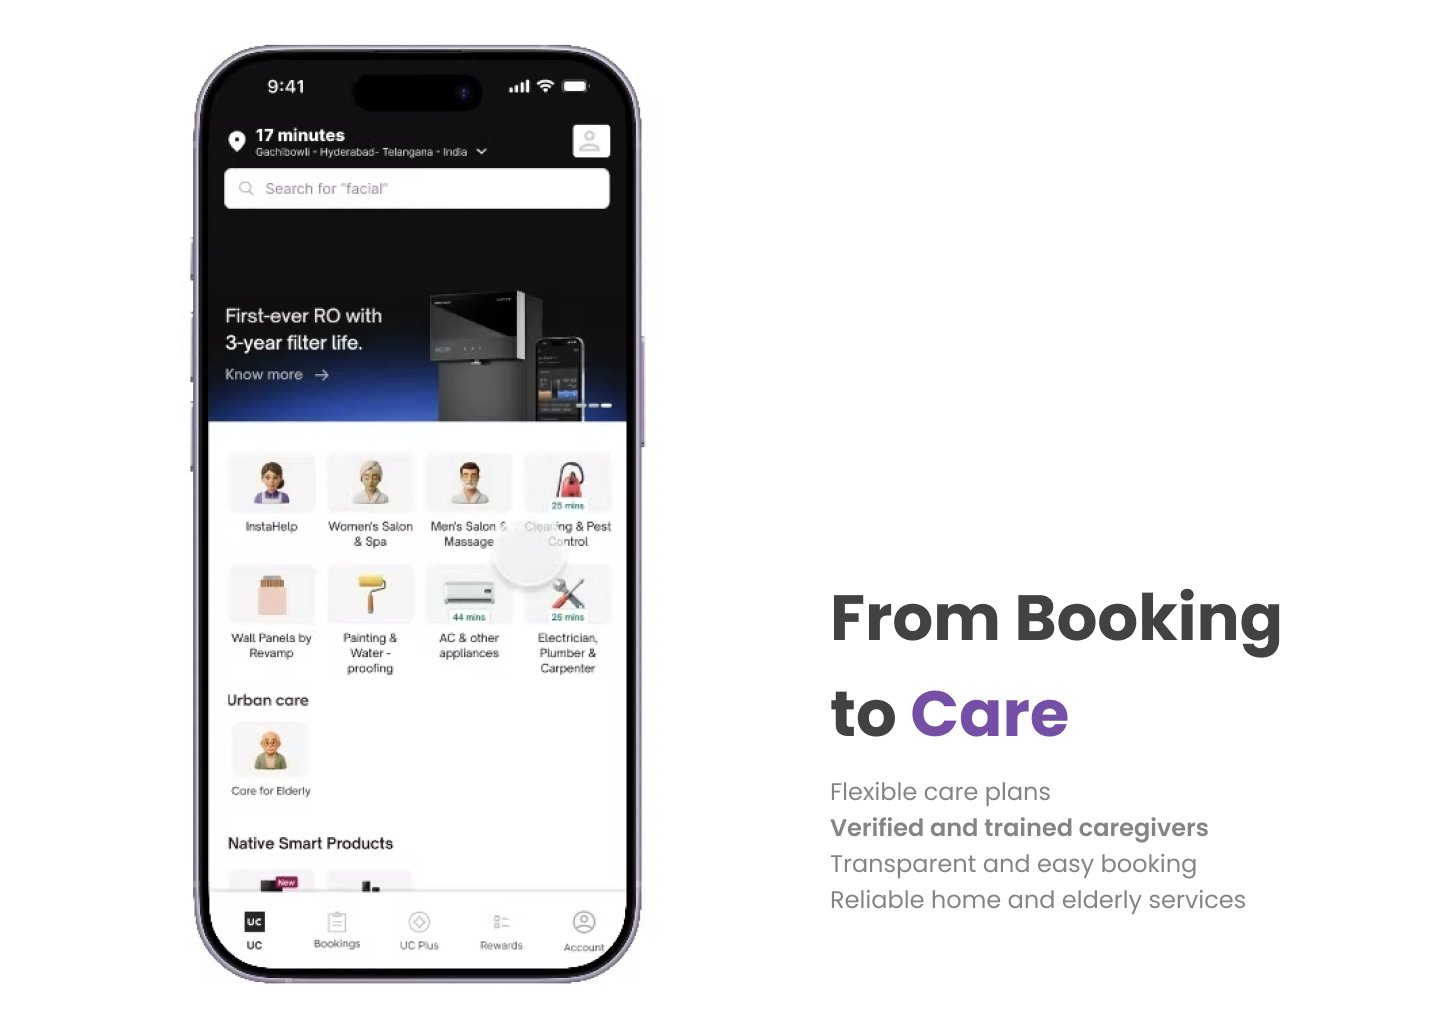 9:41
17 minutes
Gachibowli - Hyderabad- Telangana - India
Search for "facial"
First-ever RO with
3-year filter life.
Know more →
InstaHelp
Women's Salon
& Spa
Men's Salon &
Massage
25 mins
Cleaning & Pest
Control
Wall Panels by
Revamp
Painting &
Water -
proofing
44 mins
AC & other
appliances
25 mins
Electrician,
Plumber &
Carpenter
Urban care
Care for Elderly
Native Smart Products
New
UC
UC
Bookings
UC Plus
Rewards
Account
From Booking
to Care
Flexible care plans
Verified and trained caregivers
Transparent and easy booking
Reliable home and elderly services